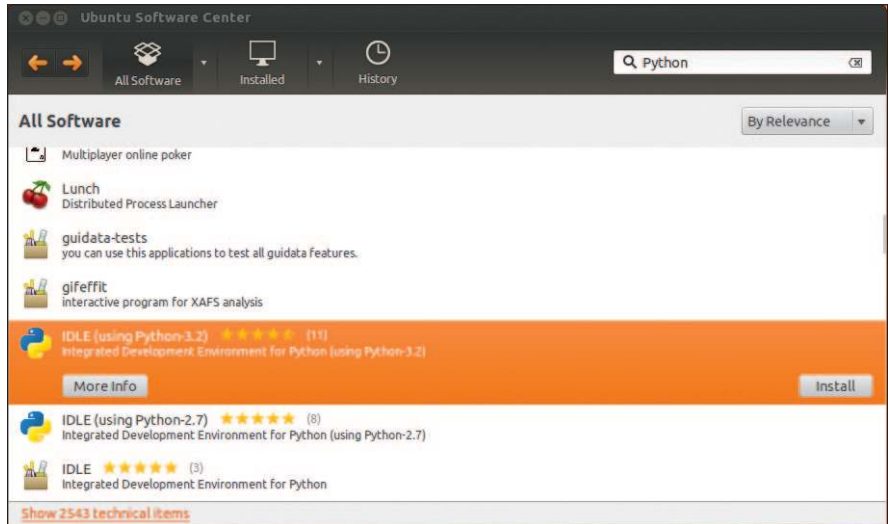 Ubuntu Software Center
All Software
Installed
History
Python
All Software
By Relevance
Multiplayer online poker
Lunch
Distributed Process Launcher
guidata-tests
you can use this applications to test all guidata features.
gifeffit
interactive program for XAFS analysis
IDLE (using Python-3.2) (11)
Integrated Development Environment for Python (using Python-3.2)
More Info
Install
IDLE (using Python-2.7) (8)
Integrated Development Environment for Python (using Python-2.7)
IDLE (3)
Integrated Development Environment for Python
Show 2543 technical items